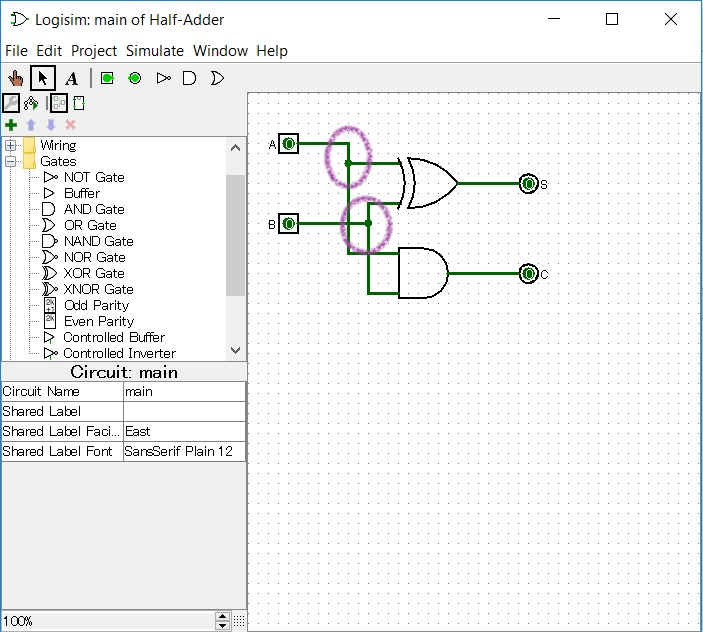 Logisim: main of Half-Adder
File Edit Project Simulate Window Help
A
Wiring
Gates
NOT Gate
Buffer
AND Gate
OR Gate
NAND Gate
NOR Gate
XOR Gate
XNOR Gate
Odd Parity
Even Parity
Controlled Buffer
Controlled Inverter
Circuit: main
Circuit Name main
Shared Label
Shared Label Faci... East
Shared Label Font SansSerif Plain 12
100%
A 0
0 S
B 0
0 C